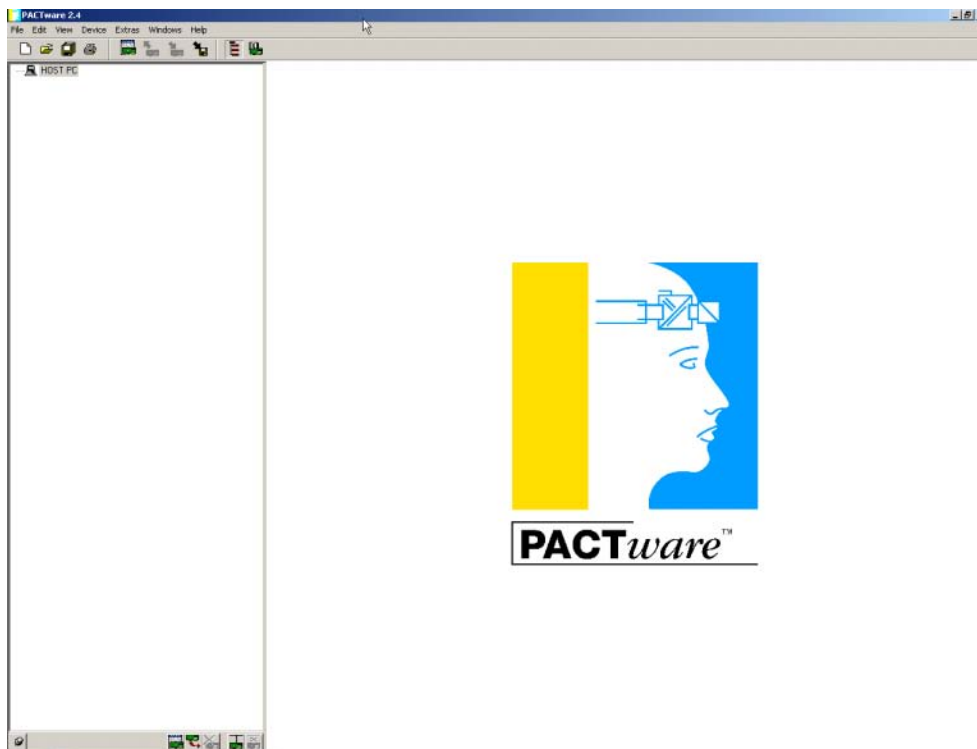 PACTware 2.4
File Edit View Device Extras Windows Help
HOST PC
PACTware™